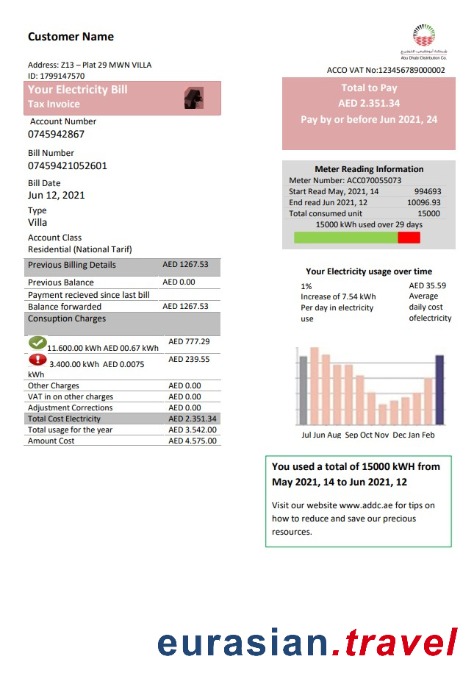 Customer Name
Address: Z13 – Plat 29 MWN VILLA
ID: 1799147570
Your Electricity Bill
Tax Invoice
Account Number
0745942867
Bill Number
07459421052601
Bill Date
Jun 12, 2021
Type
Villa
Account Class
Residential (National Tarif)
Previous Billing Details AED 1267.53
Previous Balance AED 0.00
Payment recieved since last bill
Balance forwarded AED 1267.53
Consuption Charges
11.600.00 kWh AED 00.67 kWh AED 777.29
3.400.00 kWh AED 0.0075 AED 239.55
kWh
Other Charges AED 0.00
VAT in on other charges AED 0.00
Adjustment Corrections AED 0.00
Total Cost Electricity AED 2.351.34
Total usage for the year AED 3.542.00
Amount Cost AED 4.575.00
Abu Dhabi Distribution Co.
ACCO VAT No:123456789000002
Total to Pay
AED 2.351.34
Pay by or before Jun 2021, 24
Meter Reading Information
Meter Number: ACC070055073
Start Read May, 2021, 14 994693
End read Jun 2021, 12 10096.93
Total consumed unit 15000
15000 kWh used over 29 days
Your Electricity usage over time
1% AED 35.59
Increase of 7.54 kWh Average
Per day in electricity daily cost
use ofelectricity
Jul Jun Aug Sep Oct Nov Dec Jan Feb
You used a total of 15000 kWH from
May 2021, 14 to Jun 2021, 12
Visit our website www.addc.ae for tips on
how to reduce and save our precious
resources.
eurasian.travel